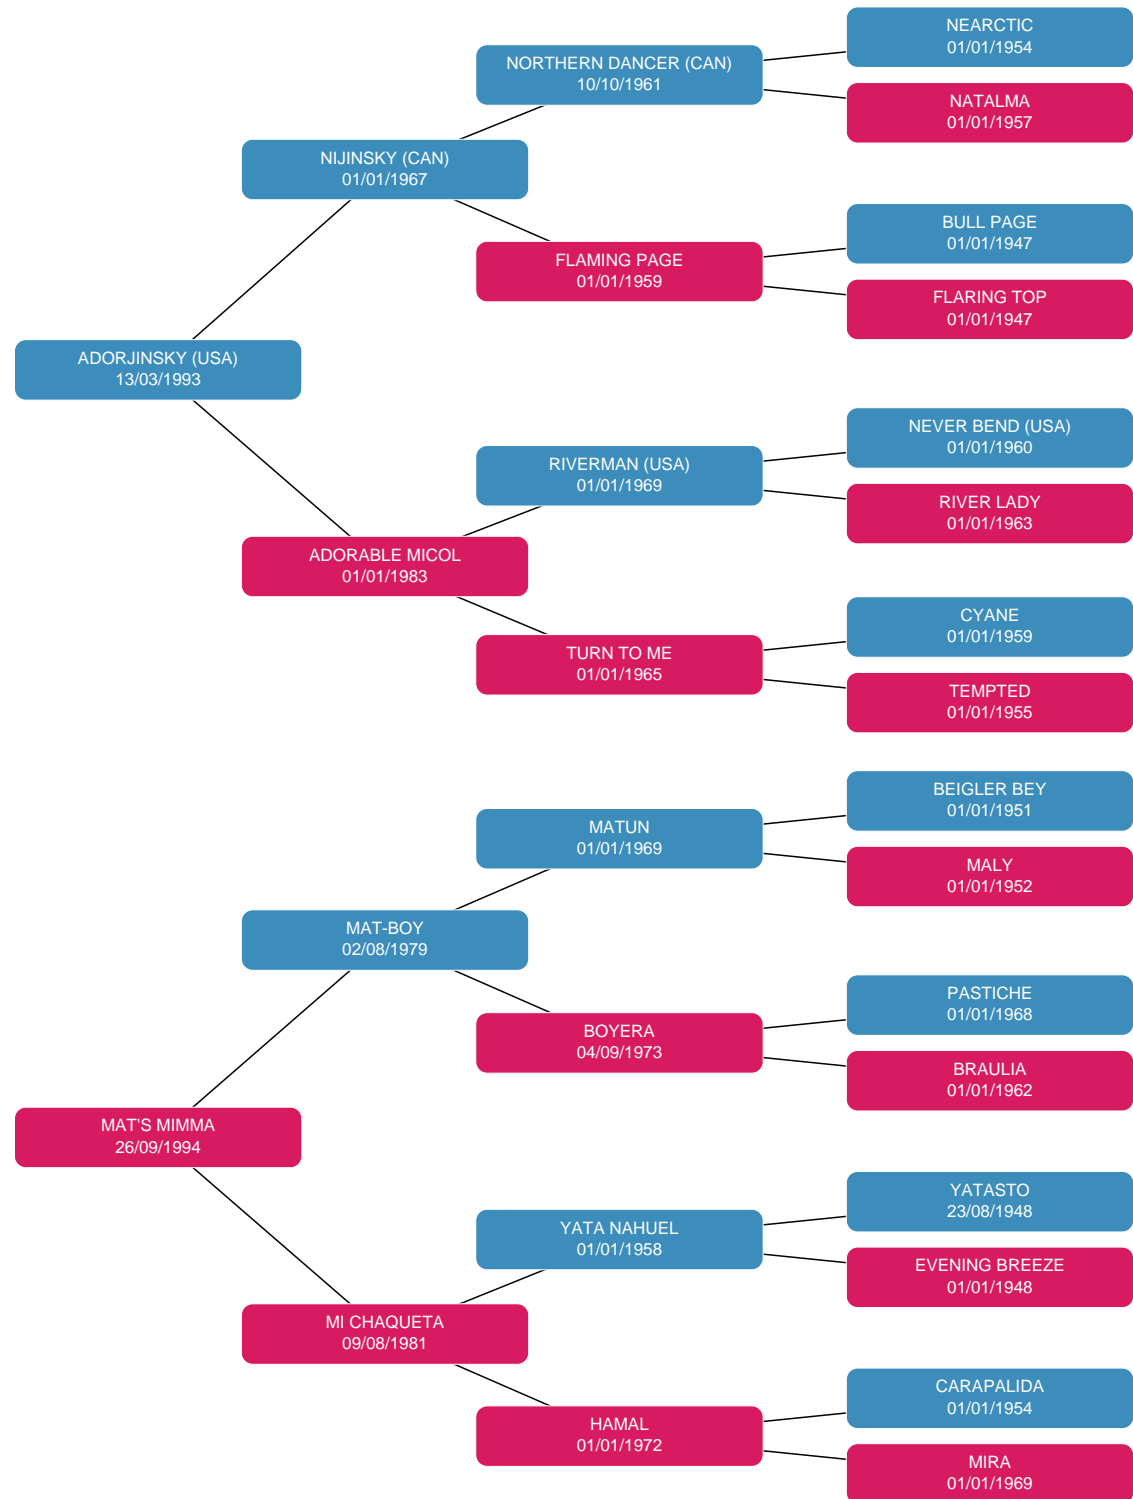 NEARCTIC
01/01/1954
NORTHERN DANCER (CAN)
10/10/1961
NATALMA
01/01/1957
NIJINSKY (CAN)
01/01/1967
BULL PAGE
01/01/1947
FLAMING PAGE
01/01/1959
FLARING TOP
01/01/1947
ADORJINSKY (USA)
13/03/1993
NEVER BEND (USA)
01/01/1960
RIVERMAN (USA)
01/01/1969
RIVER LADY
01/01/1963
ADORABLE MICOL
01/01/1983
CYANE
01/01/1959
TURN TO ME
01/01/1965
TEMPTED
01/01/1955
BEIGLER BEY
01/01/1951
MATUN
01/01/1969
MALY
01/01/1952
MAT-BOY
02/08/1979
PASTICHE
01/01/1968
BOYERA
04/09/1973
BRAULIA
01/01/1962
MAT'S MIMMA
26/09/1994
YATASTO
23/08/1948
YATA NAHUEL
01/01/1958
EVENING BREEZE
01/01/1948
MI CHAQUETA
09/08/1981
CARAPALIDA
01/01/1954
HAMAL
01/01/1972
MIRA
01/01/1969